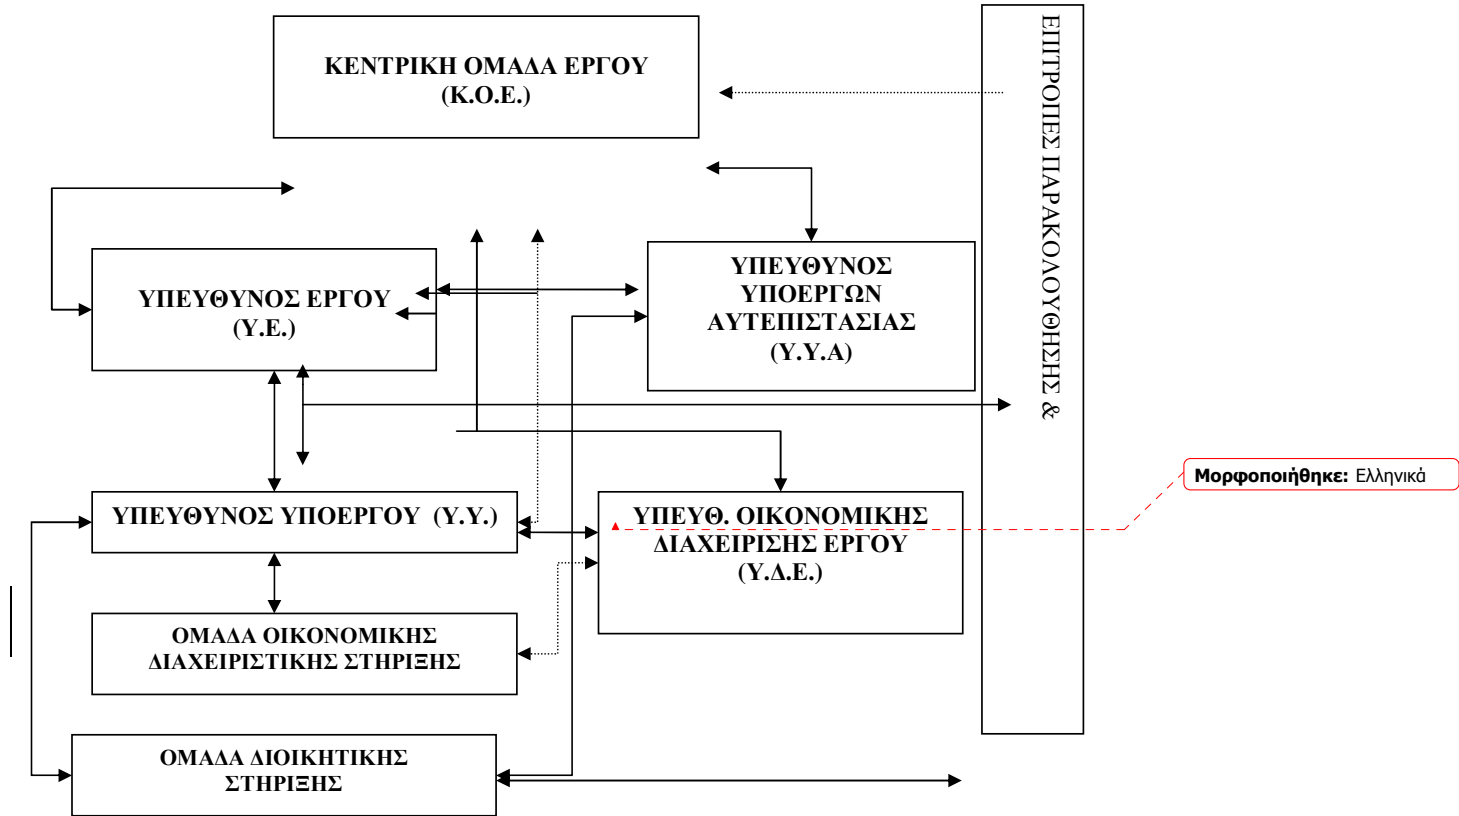 ΚΕΝΤΡΙΚΗ ΟΜΑΔΑ ΕΡΓΟΥ
(Κ.Ο.Ε.)
ΕΠΙΤΡΟΠΕΣ ΠΑΡΑΚΟΛΟΥΘΗΣΗΣ &
ΥΠΕΥΘΥΝΟΣ ΕΡΓΟΥ
(Υ.Ε.)
ΥΠΕΥΘΥΝΟΣ
ΥΠΟΕΡΓΩΝ
ΑΥΤΕΠΙΣΤΑΣΙΑΣ
(Υ.Υ.Α)
Μορφοποιήθηκε: Ελληνικά
ΥΠΕΥΘΥΝΟΣ ΥΠΟΕΡΓΟΥ (Υ.Υ.)
ΥΠΕΥΘ. ΟΙΚΟΝΟΜΙΚΗΣ
ΔΙΑΧΕΙΡΙΣΗΣ ΕΡΓΟΥ
(Υ.Δ.Ε.)
ΟΜΑΔΑ ΟΙΚΟΝΟΜΙΚΗΣ
ΔΙΑΧΕΙΡΙΣΤΙΚΗΣ ΣΤΗΡΙΞΗΣ
ΟΜΑΔΑ ΔΙΟΙΚΗΤΙΚΗΣ
ΣΤΗΡΙΞΗΣ